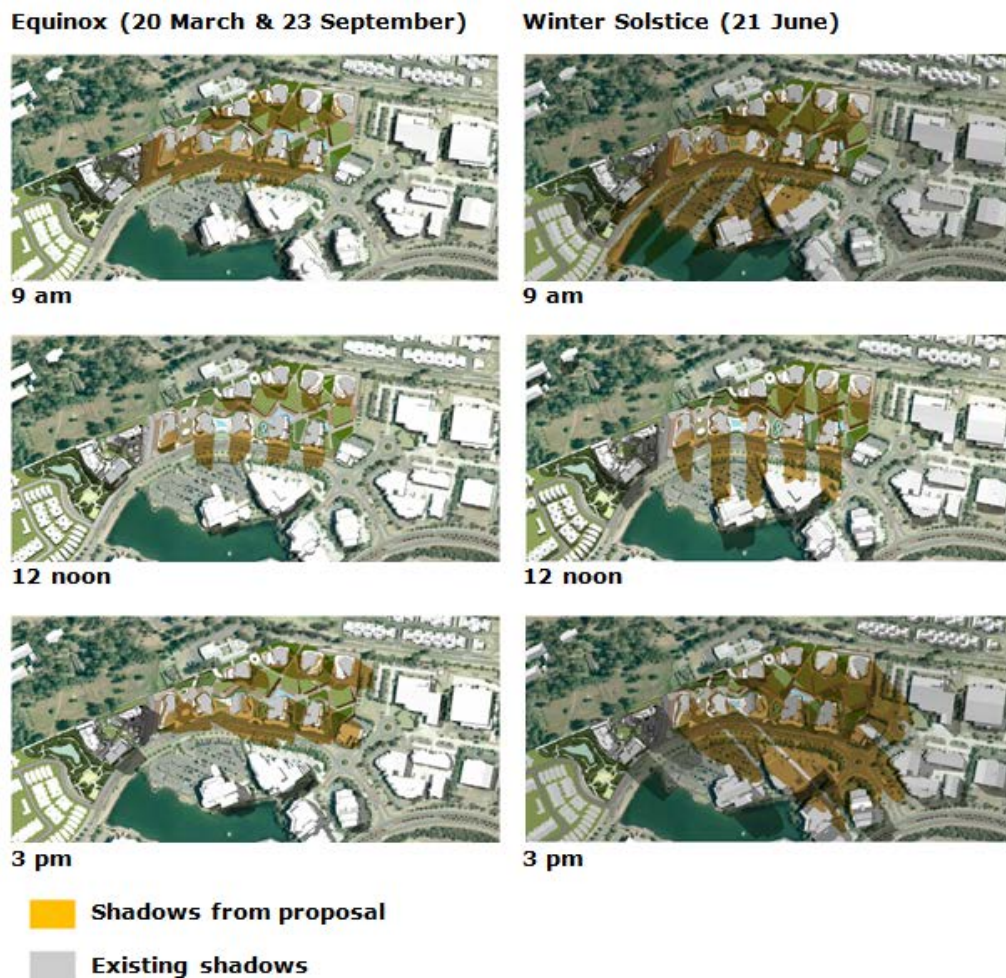 Equinox (20 March & 23 September)
Winter Solstice (21 June)
9 am
9 am
12 noon
12 noon
3 pm
3 pm
Shadows from proposal
Existing shadows